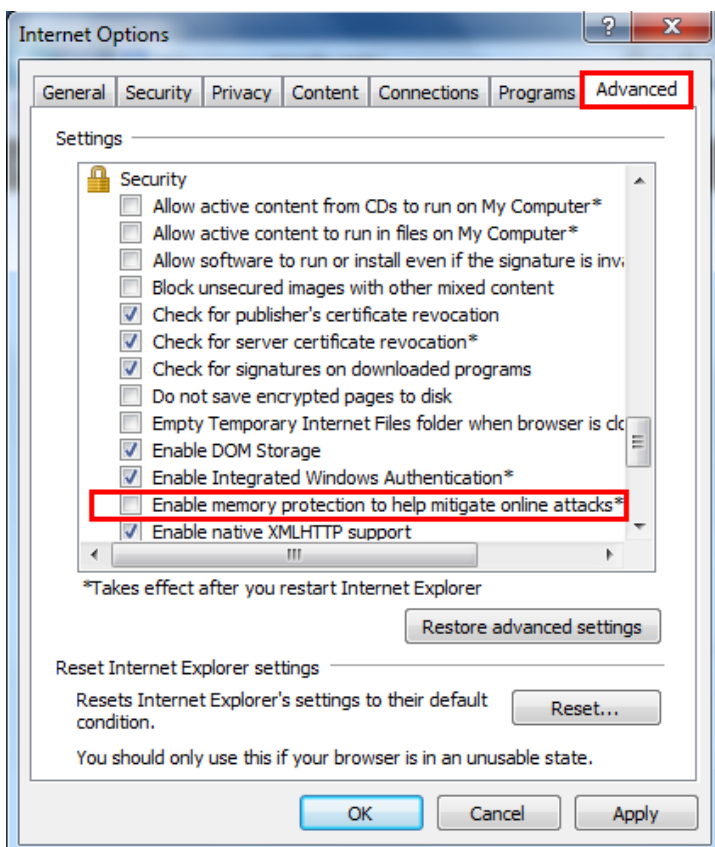 Internet Options
General Security Privacy Content Connections Programs Advanced
Settings
Security
Allow active content from CDs to run on My Computer*
Allow active content to run in files on My Computer*
Allow software to run or install even if the signature is inv
Block unsecured images with other mixed content
Check for publisher's certificate revocation
Check for server certificate revocation*
Check for signatures on downloaded programs
Do not save encrypted pages to disk
Empty Temporary Internet Files folder when browser is clo
Enable DOM Storage
Enable Integrated Windows Authentication*
Enable memory protection to help mitigate online attacks*
Enable native XMLHTTP support
*Takes effect after you restart Internet Explorer
Restore advanced settings
Reset Internet Explorer settings
Resets Internet Explorer's settings to their default
condition.
Reset...
You should only use this if your browser is in an unusable state.
OK Cancel Apply